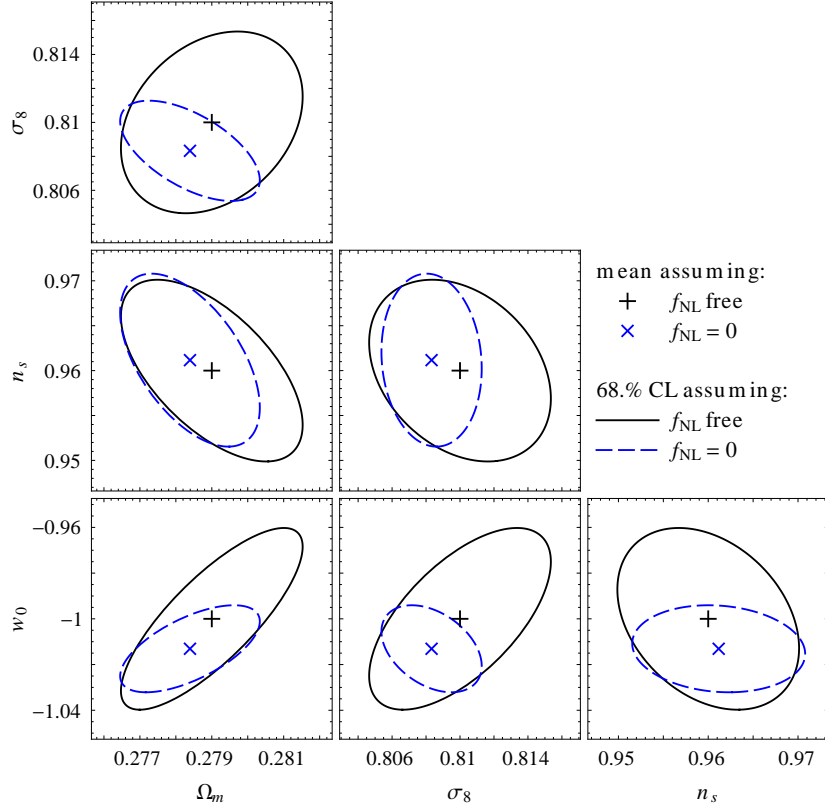 0.814
0.81
0.806
σ8
0.97
0.96
0.95
ns
mean assuming:
+ fNL free
× fNL = 0
68.% CL assuming:
fNL free
fNL = 0
−0.96
−1
−1.04
w0
0.277 0.279 0.281
0.806 0.81 0.814
0.95 0.96 0.97
Ωm
σ8
ns